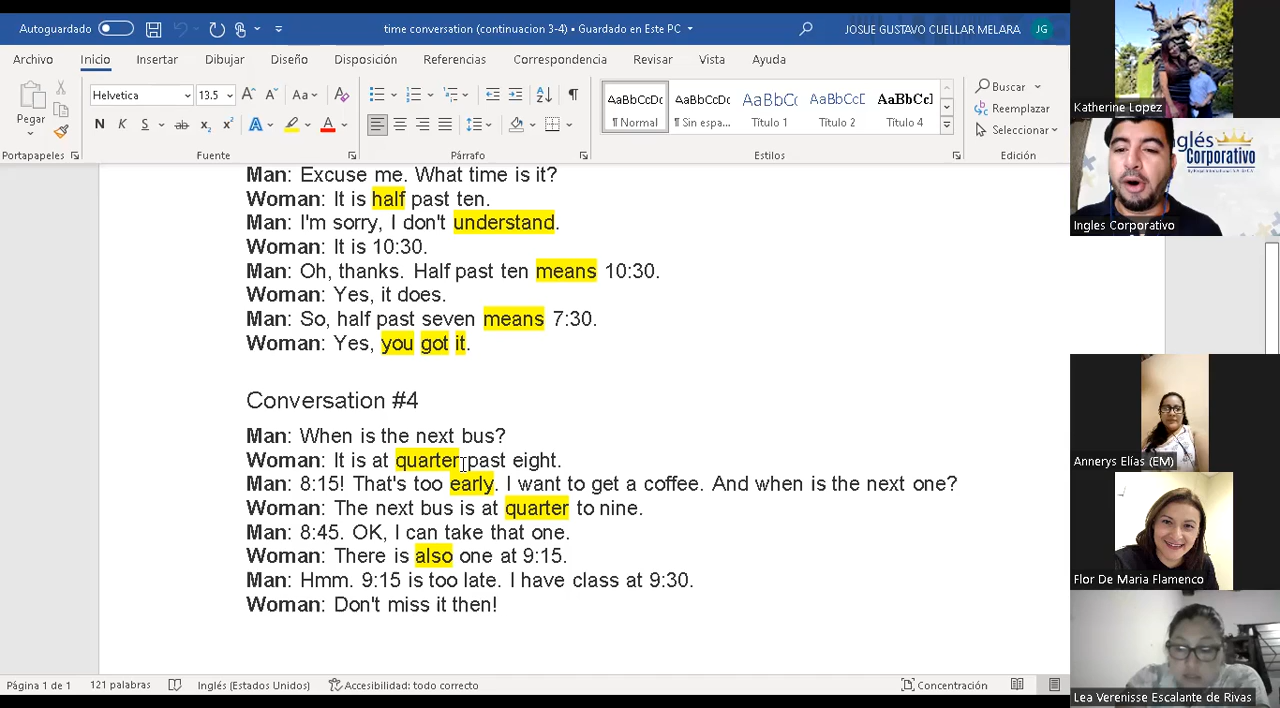 Autoguardado
time conversation (continuacion 3-4) • Guardado en Este PC
JOSUE GUSTAVO CUELLAR MELARA
JG
Archivo
Inicio
Insertar
Dibujar
Diseño
Disposición
Referencias
Correspondencia
Revisar
Vista
Ayuda
Pegar
Portapapeles
Helvetica
13.5
Fuente
Párrafo
AaBbCcDc
¶ Normal
AaBbCcDc
¶ Sin espa...
AaBbCc
Título 1
AaBbCcD
Título 2
AaBbCcI
Título 4
Estilos
Buscar
Reemplazar
Seleccionar
Edición
Man: Excuse me. What time is it?
Woman: It is half past ten.
Man: I'm sorry, I don't understand.
Woman: It is 10:30.
Man: Oh, thanks. Half past ten means 10:30.
Woman: Yes, it does.
Man: So, half past seven means 7:30.
Woman: Yes, you got it.
Conversation #4
Man: When is the next bus?
Woman: It is at quarter past eight.
Man: 8:15! That's too early. I want to get a coffee. And when is the next one?
Woman: The next bus is at quarter to nine.
Man: 8:45. OK, I can take that one.
Woman: There is also one at 9:15.
Man: Hmm. 9:15 is too late. I have class at 9:30.
Woman: Don't miss it then!
Página 1 de 1
121 palabras
Inglés (Estados Unidos)
Accesibilidad: todo correcto
Concentración
Katherine Lopez
Inglés
Corporativo
Ingles Corporativo
Annerys Elías (EM)
Flor De Maria Flamenco
Lea Verenisse Escalante de Rivas